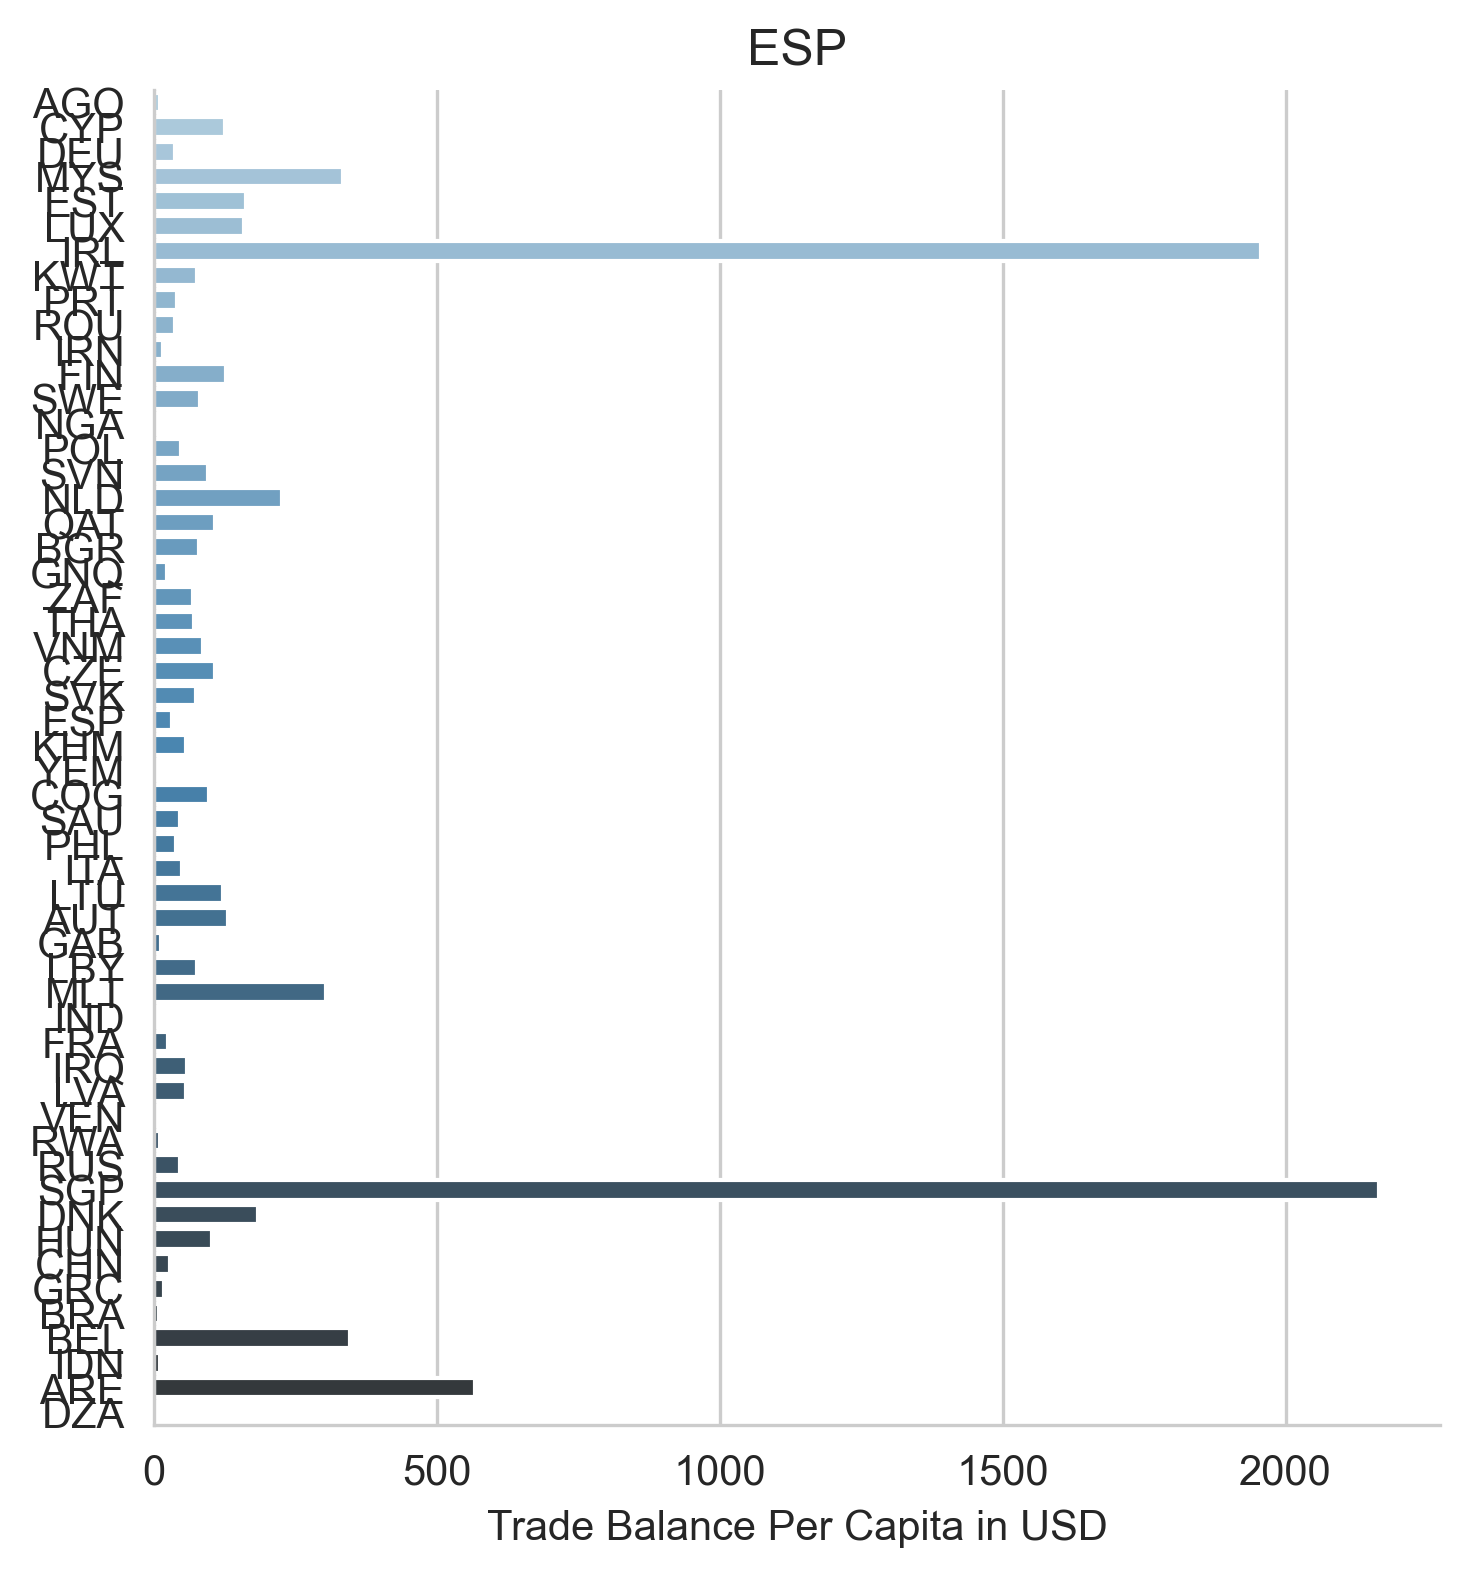 ESP
AGO
CYP
DEU
MYS
EST
LUX
IRL
KWT
PRT
ROU
IRN
FIN
SWE
NGA
POL
SVN
NLD
QAT
BGR
GNQ
ZAF
THA
VNM
CZE
SVK
ESP
KHM
YEM
COG
SAU
PHL
ITA
LTU
AUT
GAB
LBY
MLT
IND
FRA
IRQ
LVA
VEN
RWA
RUS
SGP
DNK
HUN
CHN
GRC
BRA
BEL
IDN
ARE
DZA
0 500 1000 1500 2000
Trade Balance Per Capita in USD